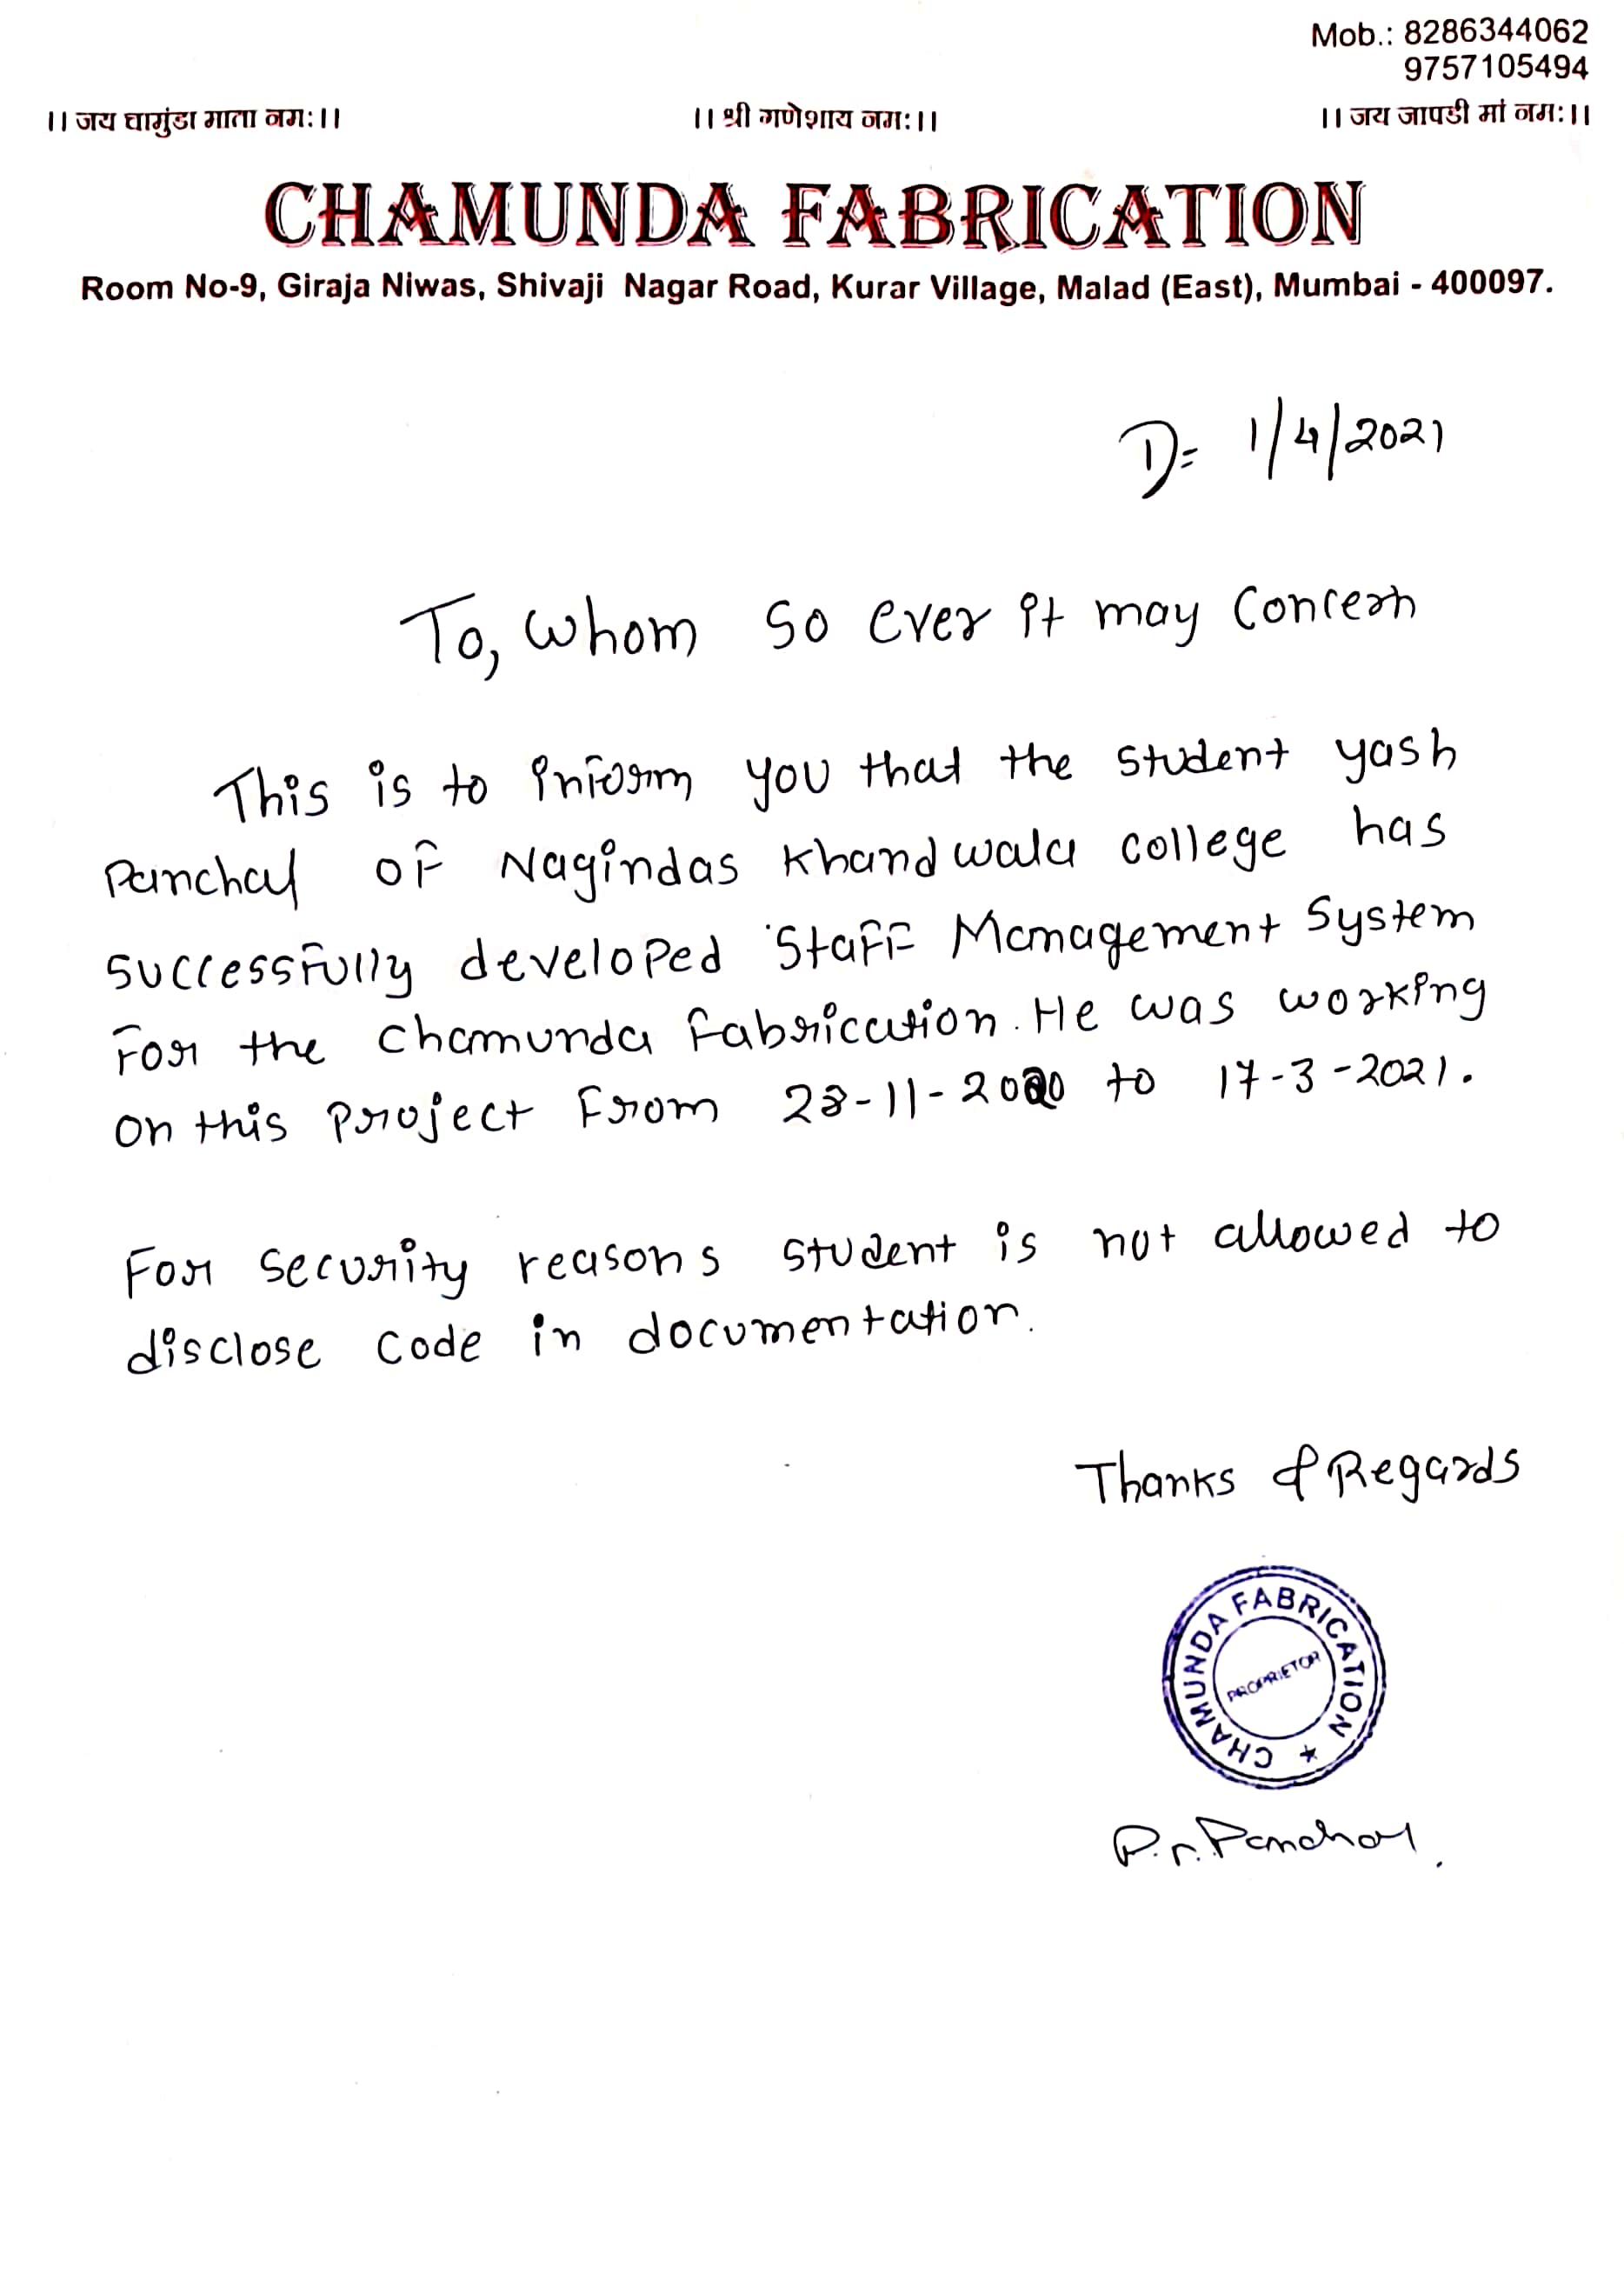 Mob.: 8286344062
9757105494
।। जय चामुंडा माता नम:।। ।। श्री गणेशाय नम:।। ।। जय जापडी मां नम:।।
CHAMUNDA FABRICATION
Room No-9, Giraja Niwas, Shivaji Nagar Road, Kurar Village, Malad (East), Mumbai - 400097.
D= 1/4/2021
To, whom so ever it may concern
This is to inform you that the student yash
Panchal of Nagindas Khandwala college has
successfully developed Staff Management System
For the chamunda fabrication. He was working
on this project from 28-11-2020 to 17-3-2021.
For security reasons student is not allowed to
disclose code in documentation.
Thanks & Regards
CHAMUNDA FABRICATION
PROPRIETOR
P.r.Panchal.